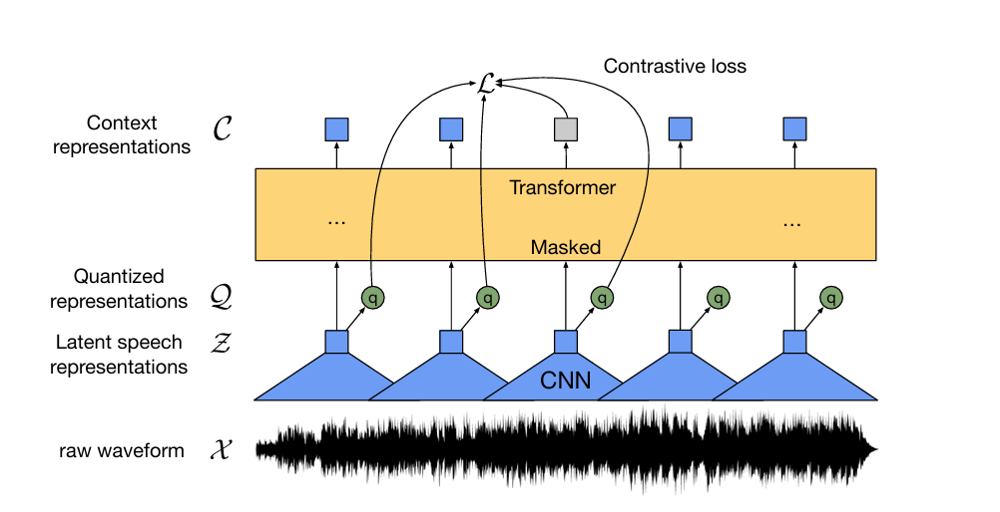 Contrastive loss
ℒ
Context
representations
𝒞
Transformer
...
...
Masked
Quantized
representations
𝒬
q
q
q
q
q
Latent speech
representations
𝒵
CNN
raw waveform
𝒳